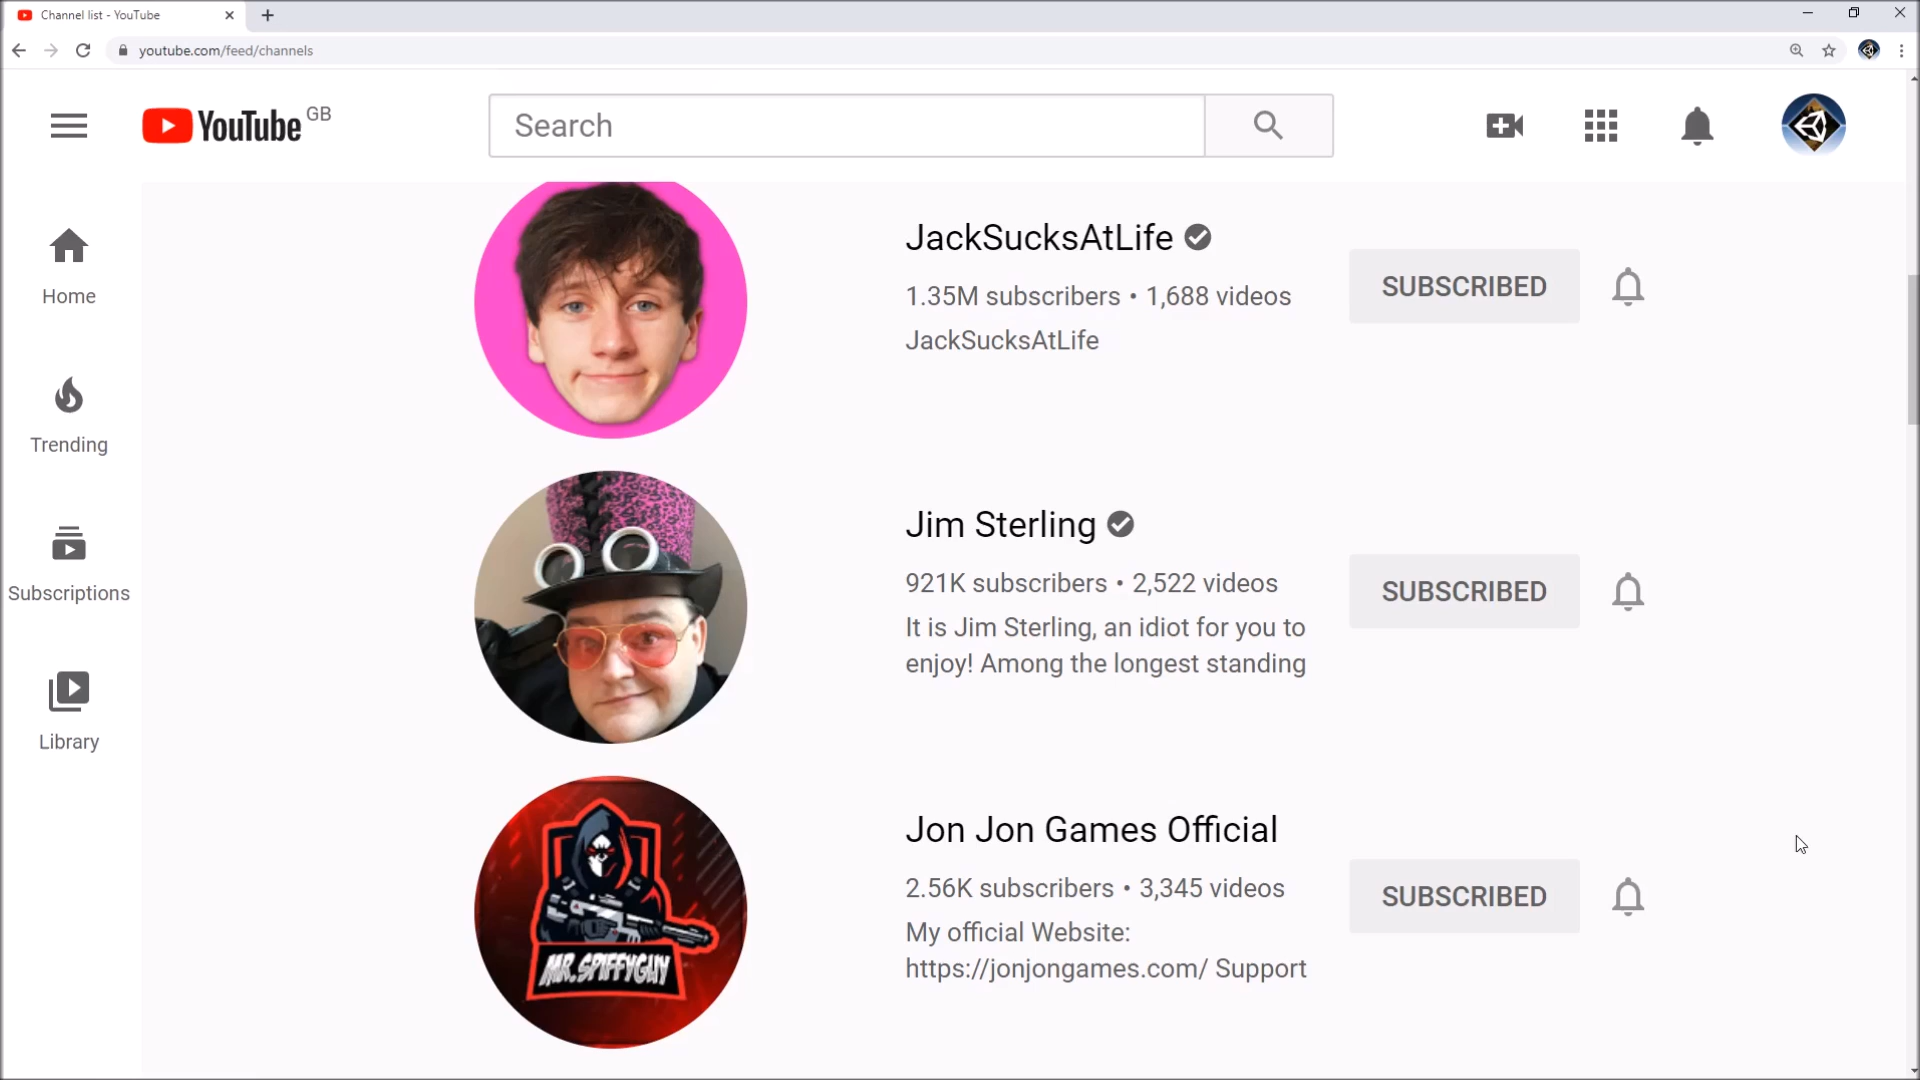 Channel list - YouTube
youtube.com/feed/channels
YouTube GB
Search
Home
Trending
Subscriptions
Library
JackSucksAtLife
1.35M subscribers • 1,688 videos
JackSucksAtLife
SUBSCRIBED
Jim Sterling
921K subscribers • 2,522 videos
It is Jim Sterling, an idiot for you to
enjoy! Among the longest standing
SUBSCRIBED
MR.SPIFFYGUY
Jon Jon Games Official
2.56K subscribers • 3,345 videos
My official Website:
https://jonjongames.com/ Support
SUBSCRIBED